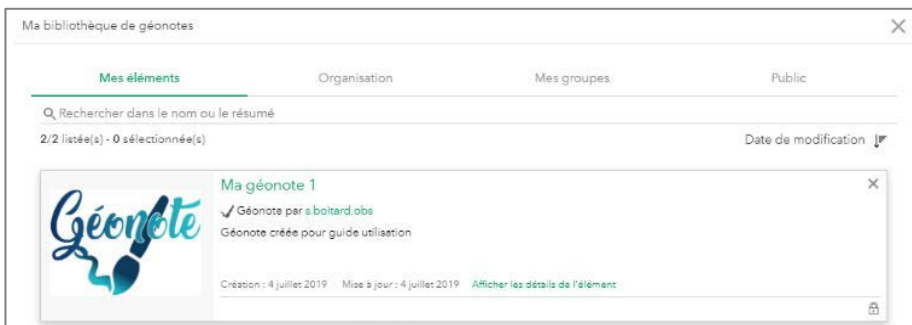 Ma bibliothèque de géonotes
Mes éléments Organisation Mes groupes Public
Rechercher dans le nom ou le résumé
2/2 listée(s) - 0 sélectionnée(s) Date de modification
Géonote
Ma géonote 1
Géonote par s.boitard.obs
Géonote créée pour guide utilisation
Création : 4 juillet 2019 Mise à jour : 4 juillet 2019 Afficher les détails de l'élément